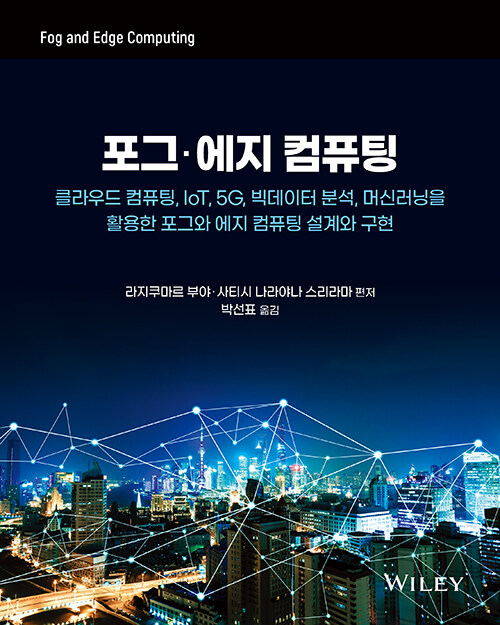 Fog and Edge Computing
포그·에지 컴퓨팅
클라우드 컴퓨팅, IoT, 5G, 빅데이터 분석, 머신러닝을
활용한 포그와 에지 컴퓨팅 설계와 구현
라지쿠마르 부야·사티시 나라야나 스리라마 편저
박선표 옮김
WILEY